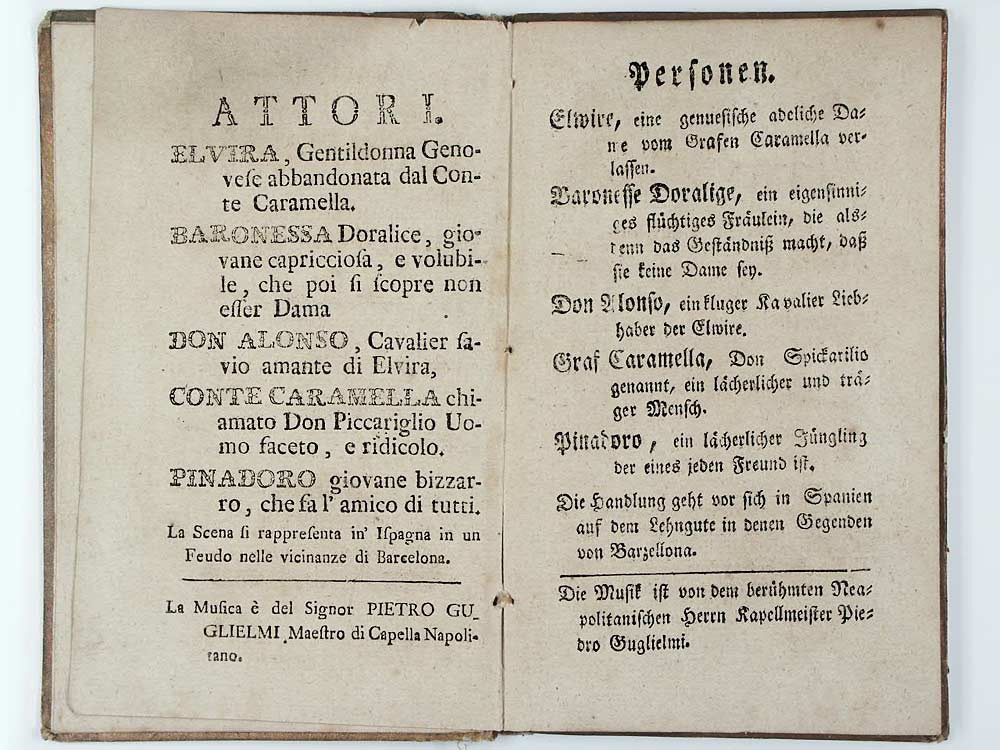 ATTORI.
ELVIRA, Gentildonna Geno-
veſe abbandonata dal Con-
te Caramella.
BARONESSA Doralice, gio-
vane capriccioſa, e volubi-
le, che poi ſi ſcopre non
eſſer Dama
DON ALONSO, Cavalier ſa-
vio amante di Elvira,
CONTE CARAMELLA chi-
amato Don Piccariglio Uo-
mo faceto, e ridicolo.
PINADORO giovane bizzar-
ro, che fa l' amico di tutti.
La Scena ſi rappreſenta in' Iſpagna in un
Feudo nelle vicinanze di Barcelona.
La Muſica è del Signor PIETRO GU-
GLIELMI Maeſtro di Capella Napoli-
tano.
Perſonen.
Elwire, eine genueſiſche adeliche Da-
me vom Grafen Caramella ver-
laſſen.
Baroneſſe Doralige, ein eigenſinni-
ges flüchtiges Fräulein, die als-
denn das Geſtändniß macht, daß
ſie keine Dame ſey.
Don Alonſo, ein kluger Kavalier Lieb-
haber der Elwire.
Graf Caramella, Don Spickarilio
genannt, ein lächerlicher und trä-
ger Menſch.
Pinadoro, ein lächerlicher Jüngling
der eines jeden Freund iſt.
Die Handlung geht vor ſich in Spanien
auf dem Lehngute in denen Gegenden
von Barzellona.
Die Muſik iſt von dem berühmten Nea-
politaniſchen Herrn Kapellmeiſter Pie-
dro Guglielmi.